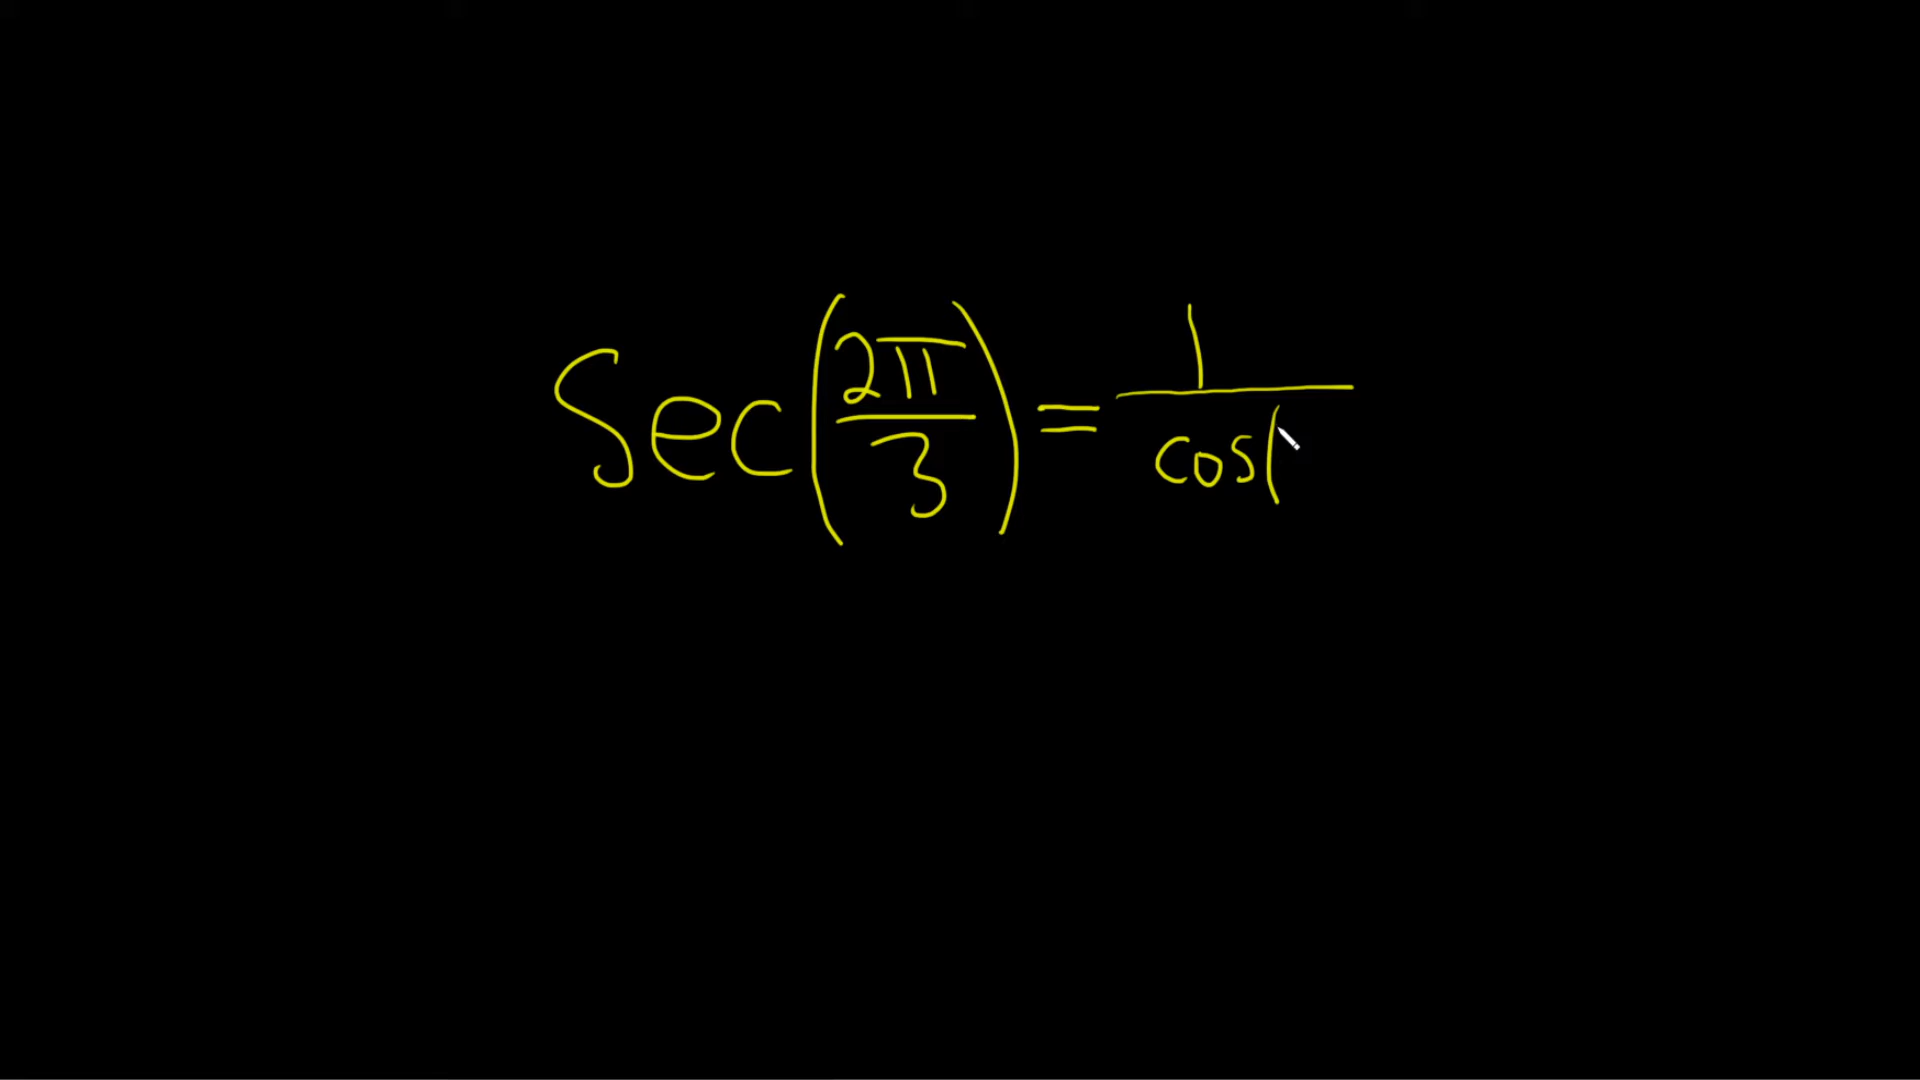 Sec(2π/3) = 1/cos(